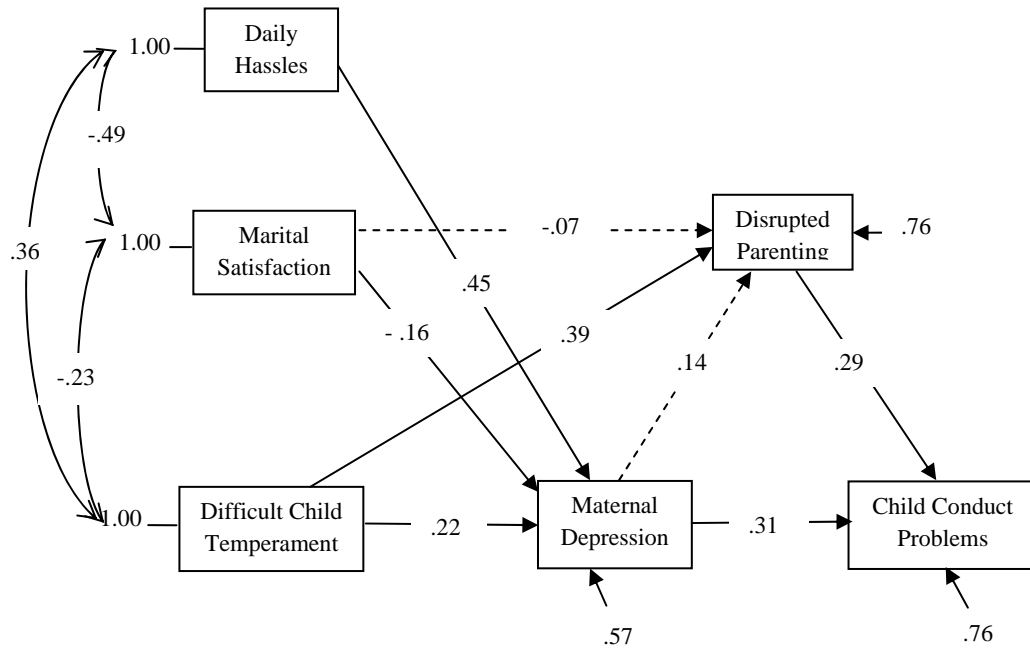 Daily
Hassles
1.00
-.49
.36
1.00
Marital
Satisfaction
-.07
Disrupted
Parenting
.76
.45
- .16
.39
.14
.29
-.23
1.00
Difficult Child
Temperament
.22
Maternal
Depression
.31
Child Conduct
Problems
.57
.76